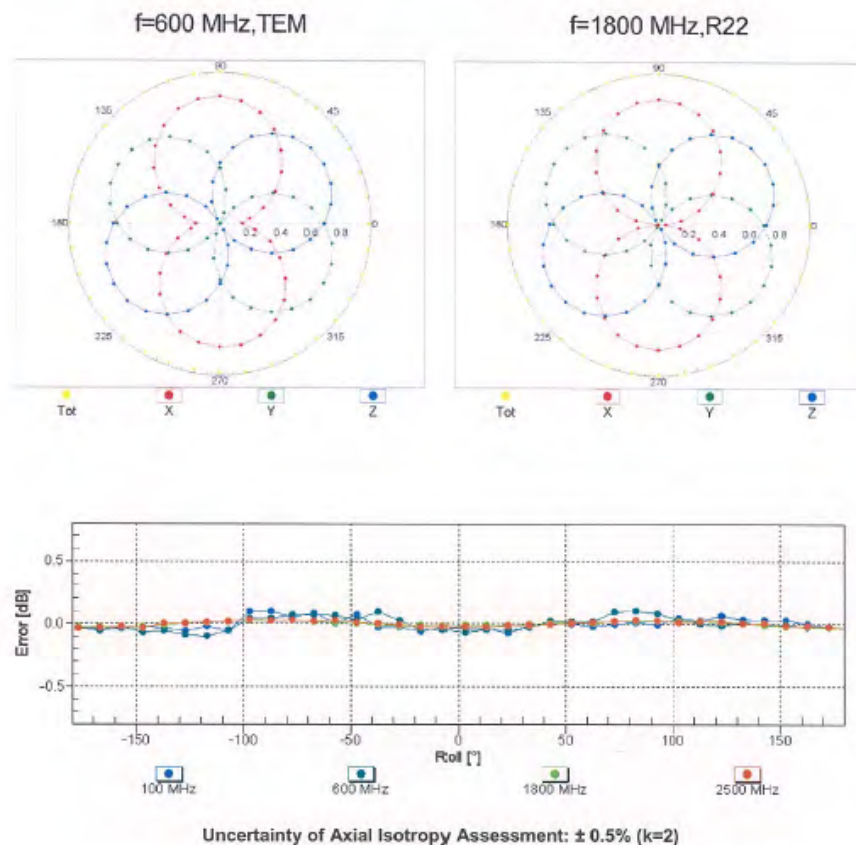 f=600 MHz,TEM
f=1800 MHz,R22
90
135
45
180
0.2 0.4 0.6 0.8
0
225
315
270
Tot X Y Z
90
135
45
180
0.2 0.4 0.6 0.8
0
225
315
270
Tot X Y Z
Error [dB]
0.5
0.0
-0.5
-150 -100 -50 0 50 100 150
Roll [°]
100 MHz 600 MHz 1800 MHz 2500 MHz
Uncertainty of Axial Isotropy Assessment: ± 0.5% (k=2)